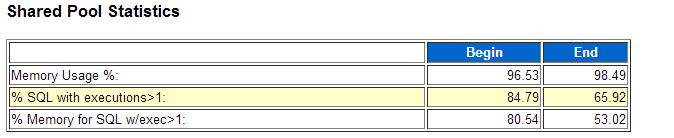 Shared Pool Statistics
Begin End
Memory Usage %: 96.53 98.49
% SQL with executions>1: 84.79 65.92
% Memory for SQL w/exec>1: 80.54 53.02